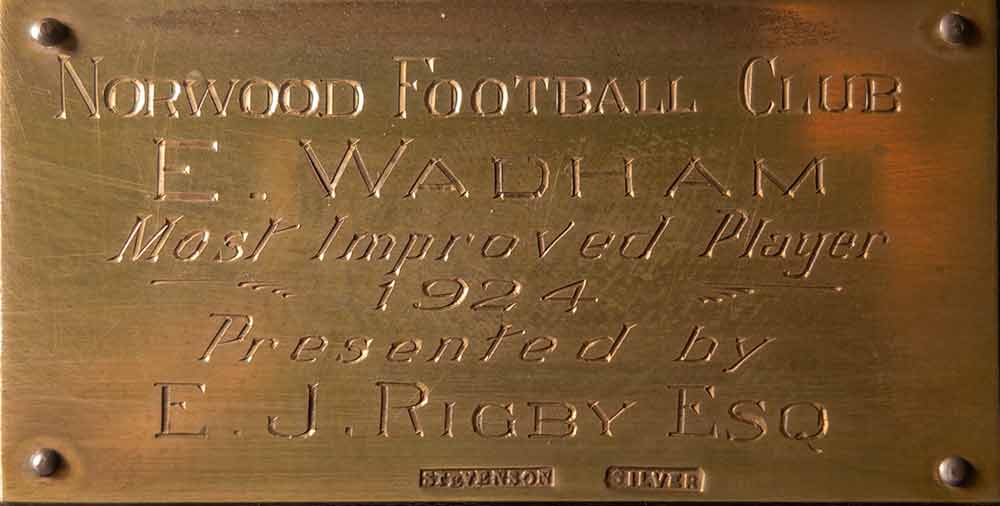 NORWOOD FOOTBALL CLUB
E. WADHAM
Most Improved Player
1924
Presented by
E. J. RIGBY ESQ
STEVENSON SILVER